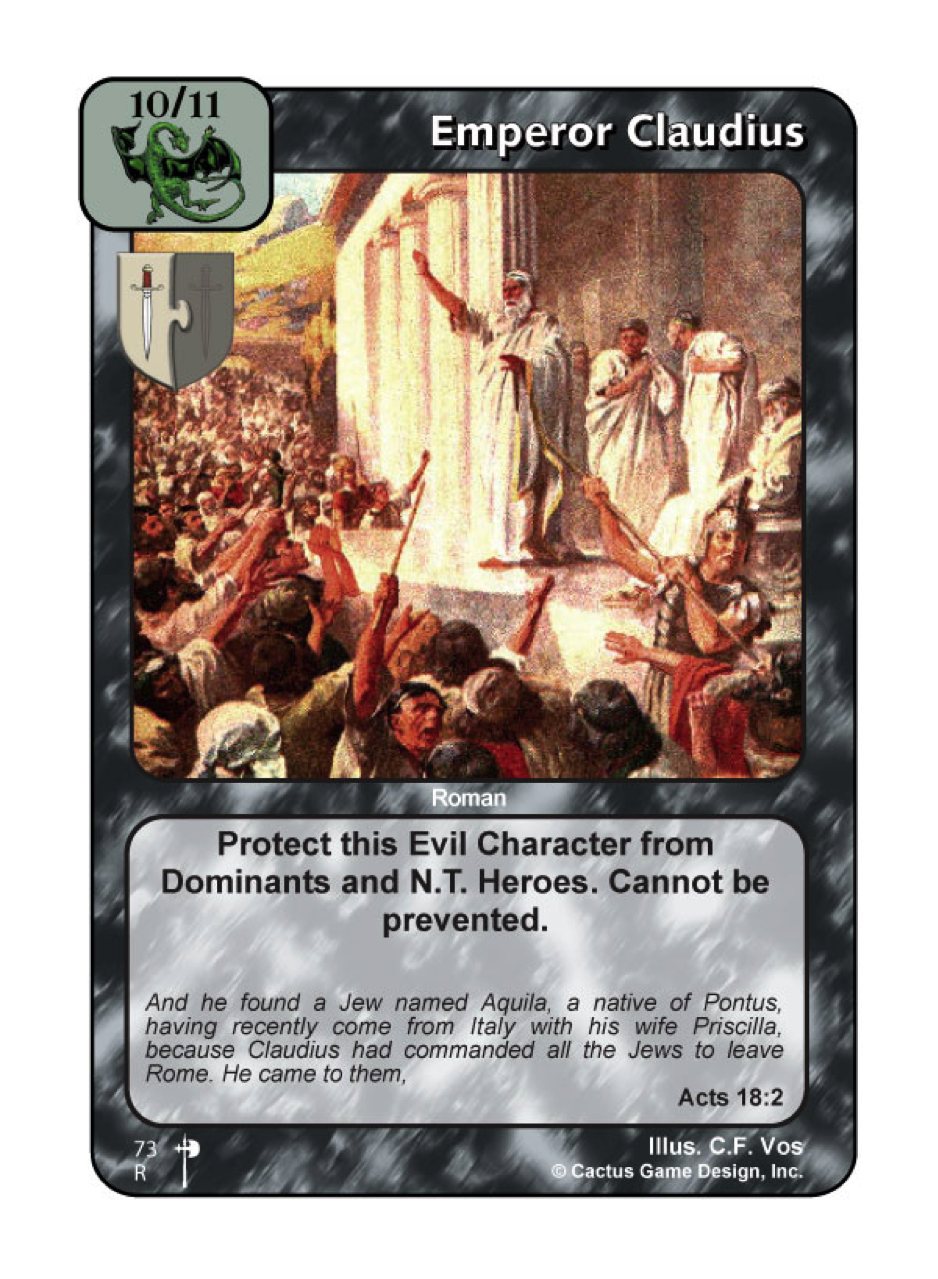 10/11
Emperor Claudius
Roman
Protect this Evil Character from
Dominants and N.T. Heroes. Cannot be
prevented.
And he found a Jew named Aquila, a native of Pontus,
having recently come from Italy with his wife Priscilla,
because Claudius had commanded all the Jews to leave
Rome. He came to them,
Acts 18:2
73
R
Illus. C.F. Vos
© Cactus Game Design, Inc.